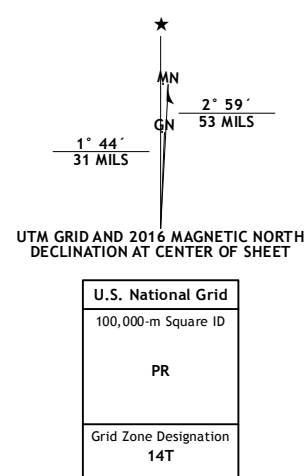 ★
MN
GN
2° 59´
53 MILS
1° 44´
31 MILS
UTM GRID AND 2016 MAGNETIC NORTH
DECLINATION AT CENTER OF SHEET
U.S. National Grid
100,000-m Square ID
PR
Grid Zone Designation
14T